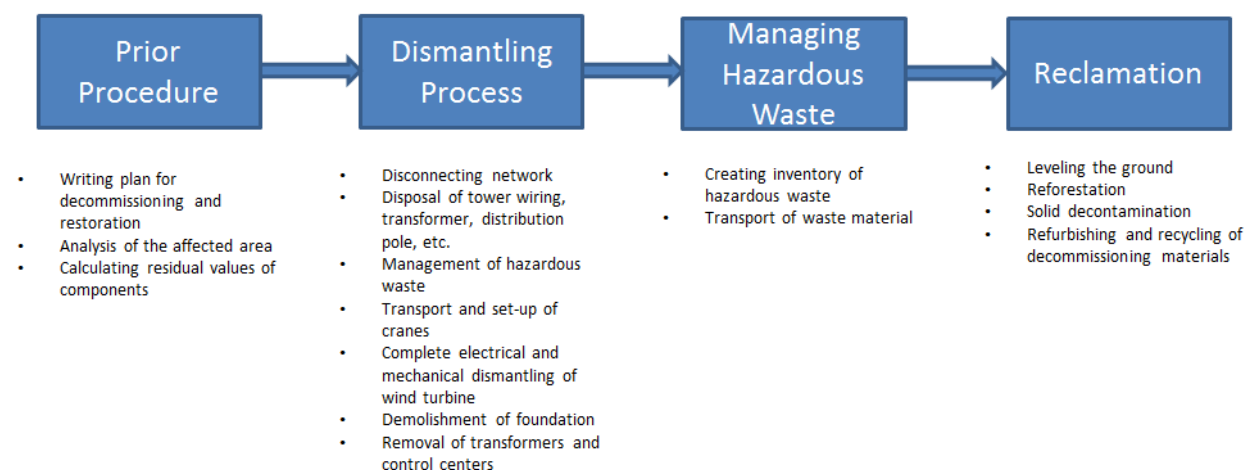 Prior
Procedure
Dismantling
Process
Managing
Hazardous
Waste
Reclamation
• Writing plan for
decommissioning and
restoration
• Analysis of the affected area
• Calculating residual values of
components
• Disconnecting network
• Disposal of tower wiring,
transformer, distribution
pole, etc.
• Management of hazardous
waste
• Transport and set-up of
cranes
• Complete electrical and
mechanical dismantling of
wind turbine
• Demolishment of foundation
• Removal of transformers and
control centers
• Creating inventory of
hazardous waste
• Transport of waste material
• Leveling the ground
• Reforestation
• Solid decontamination
• Refurbishing and recycling of
decommissioning materials